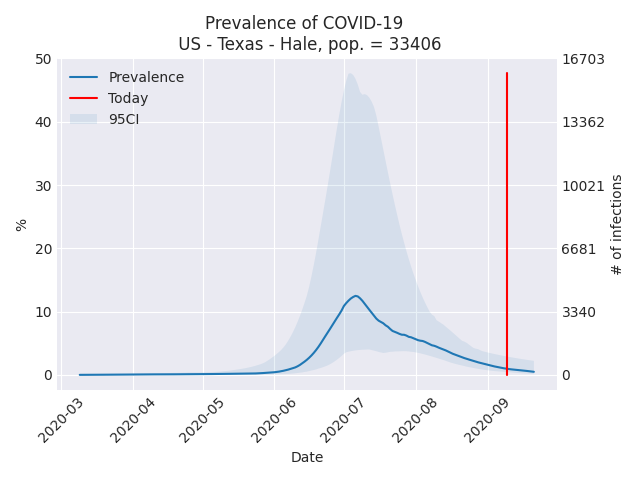 Prevalence of COVID-19
US - Texas - Hale, pop. = 33406
Prevalence
Today
95CI
%
50
40
30
20
10
0
16703
13362
10021
6681
3340
0
# of infections
2020-03
2020-04
2020-05
2020-06
2020-07
2020-08
2020-09
Date